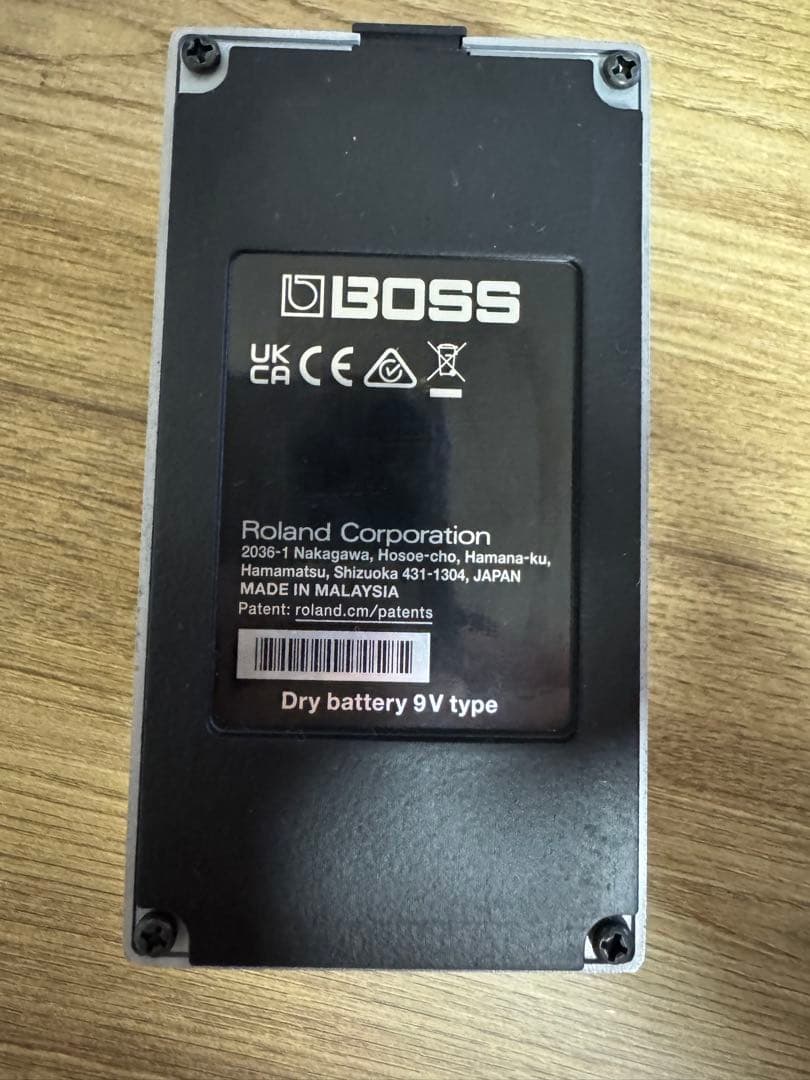 BOSS
UK
CA CE
Roland Corporation
2036-1 Nakagawa, Hosoe-cho, Hamana-ku,
Hamamatsu, Shizuoka 431-1304, JAPAN
MADE IN MALAYSIA
Patent: roland.cm/patents
Dry battery 9V type